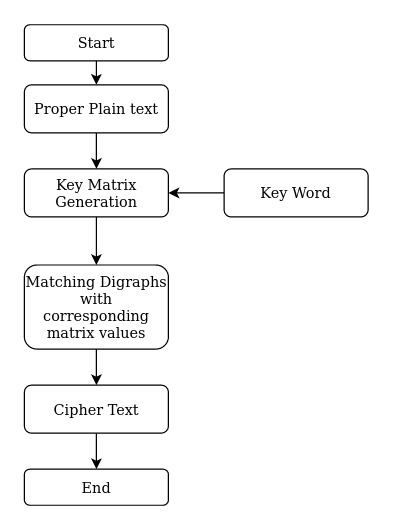 Start
Proper Plain text
Key Matrix
Generation
Key Word
Matching Digraphs
with
corresponding
matrix values
Cipher Text
End